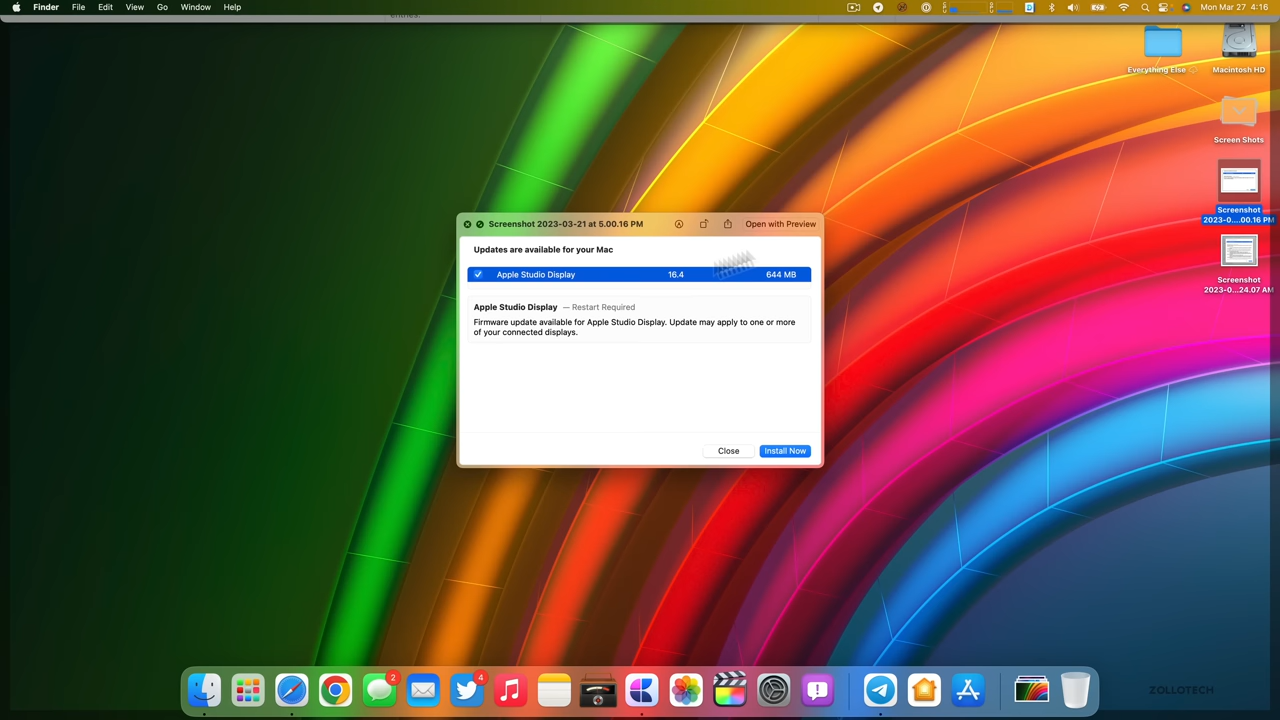 Finder File Edit View Go Window Help Mon Mar 27 4:16
entries.
Everything Else
Macintosh HD
Screen Shots
Screenshot
2023-0....00.16 PM
Screenshot
2023-0...24.07 AM
Screenshot 2023-03-21 at 5.00.16 PM Open with Preview
Updates are available for your Mac
Apple Studio Display 16.4 644 MB
Apple Studio Display — Restart Required
Firmware update available for Apple Studio Display. Update may apply to one or more
of your connected displays.
Close Install Now
2
4
ZOLLOTECH